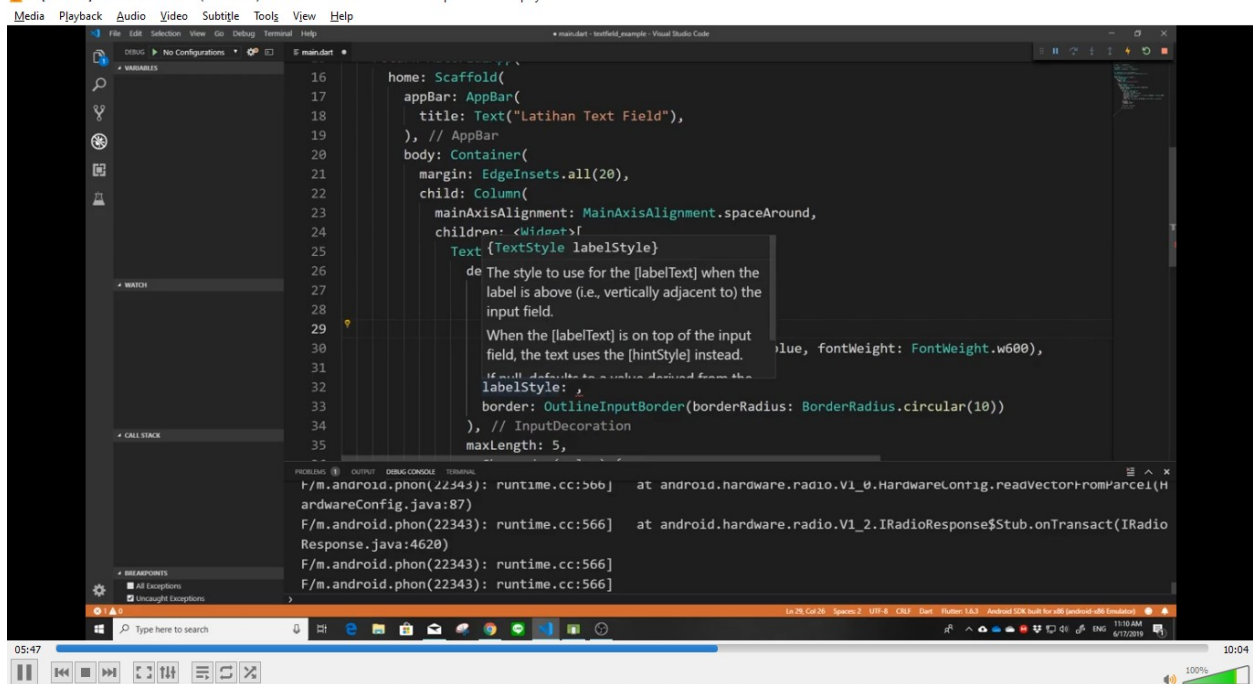 Media Playback Audio Video Subtitle Tools View Help
File Edit Selection View Go Debug Terminal Help
• main.dart - textfield_example - Visual Studio Code
DEBUG No Configurations
main.dart
VARIABLES
16 home: Scaffold(
17 appBar: AppBar(
18 title: Text("Latihan Text Field"),
19 ), // AppBar
20 body: Container(
21 margin: EdgeInsets.all(20),
22 child: Column(
23 mainAxisAlignment: MainAxisAlignment.spaceAround,
24 children: <Widget>[
25 Text
{TextStyle labelStyle}
26 de
The style to use for the [labelText] when the
27
label is above (i.e., vertically adjacent to) the
28
input field.
29
When the [labelText] is on top of the input
30
field, the text uses the [hintStyle] instead.
lue, fontWeight: FontWeight.w600),
31
If null, defaults to a value derived from the
32 labelStyle: ,
33 border: OutlineInputBorder(borderRadius: BorderRadius.circular(10))
34 ), // InputDecoration
35 maxLength: 5,
WATCH
CALL STACK
PROBLEMS 1 OUTPUT DEBUG CONSOLE TERMINAL
F/m.android.phon(22343): runtime.cc:566] at android.hardware.radio.V1_0.HardwareConfig.readVectorFromParcel(H
ardwareConfig.java:87)
F/m.android.phon(22343): runtime.cc:566] at android.hardware.radio.V1_2.IRadioResponse$Stub.onTransact(IRadio
Response.java:4620)
F/m.android.phon(22343): runtime.cc:566]
F/m.android.phon(22343): runtime.cc:566]
BREAKPOINTS
All Exceptions
Uncaught Exceptions
>
1 0
Ln 29, Col 26 Spaces: 2 UTF-8 CRLF Dart Flutter: 1.6.3 Android SDK built for x86 (android-x86 Emulator)
Type here to search
ENG
11:10 AM
6/17/2019
05:47
10:04
100%